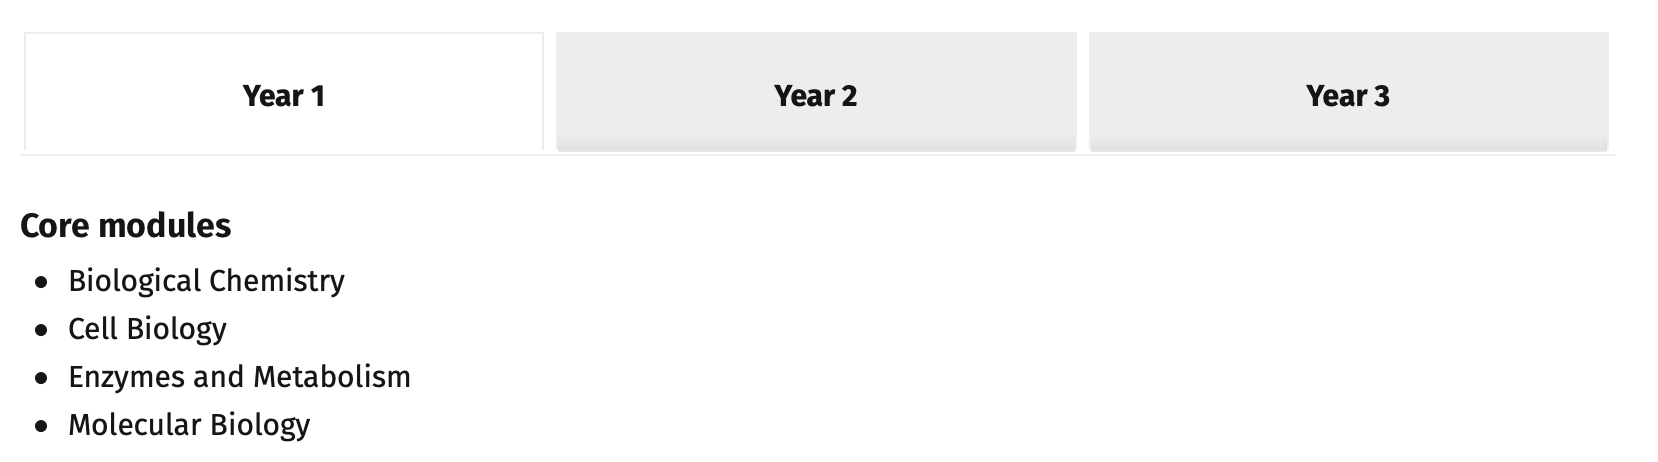 Year 1
Year 2
Year 3
Core modules
Biological Chemistry
Cell Biology
Enzymes and Metabolism
Molecular Biology